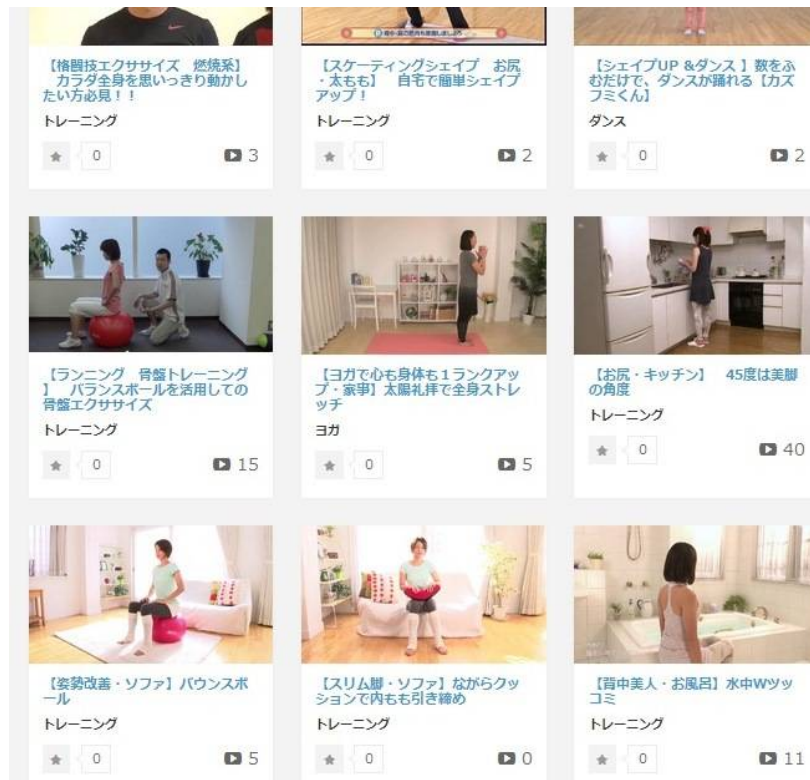 【格闘技エクササイズ　燃焼系】
　カラダ全身を思いっきり動かし
たい方必見！！
トレーニング
0
3
【スケーティングシェイプ　お尻
・太もも】　自宅で簡単シェイプ
アップ！
トレーニング
0
2
【シェイプUP &ダンス 】数をふ
むだけで、ダンスが踊れる【カズ
フミくん】
ダンス
0
2
【ランニング　骨盤トレーニング
】　バランスボールを活用しての
骨盤エクササイズ
トレーニング
0
15
【ヨガで心も身体も１ランクアッ
プ・家事】太陽礼拝で全身ストレ
ッチ
ヨガ
0
5
【お尻・キッチン】　45度は美脚
の角度
トレーニング
0
40
【姿勢改善・ソファ】バウンスボ
ール
トレーニング
0
5
【スリム脚・ソファ】ながらクッ
ションで内もも引き締め
トレーニング
0
0
【背中美人・お風呂】水中Wツッ
コミ
トレーニング
0
11